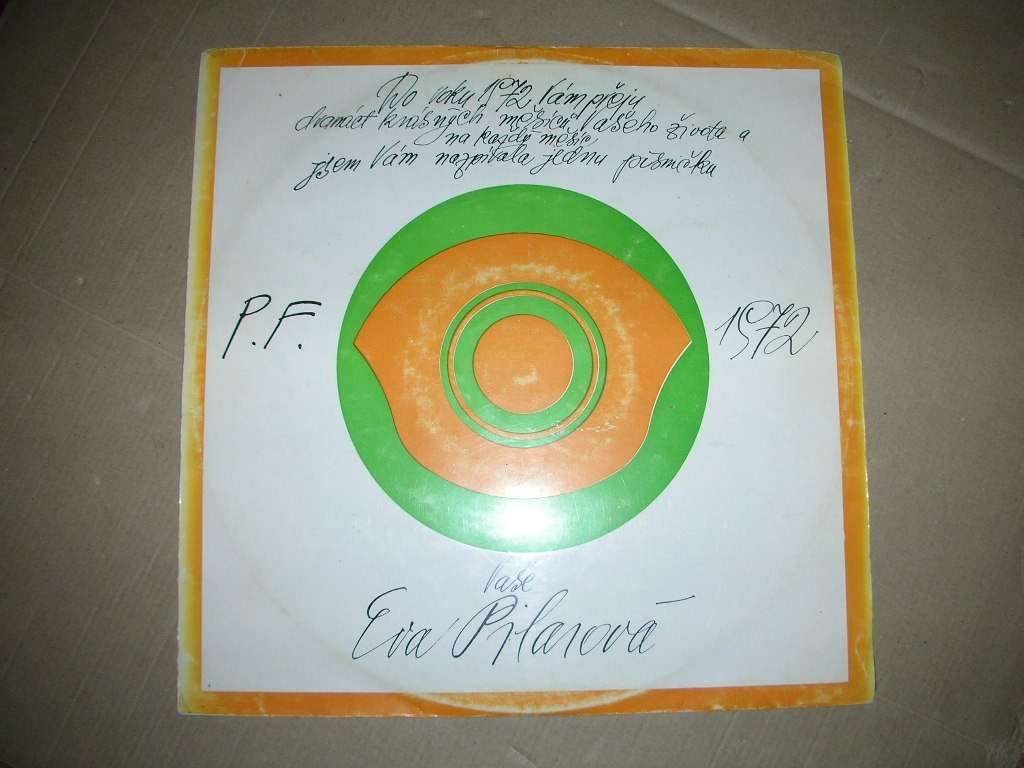 Do roku 1972 Vám přeju
dvanáct krásných měsíců Vašeho života a
na každý měsíc
jsem Vám nazpívala jednu písničku
P.F. 1972
Vaše
Eva Pilarová